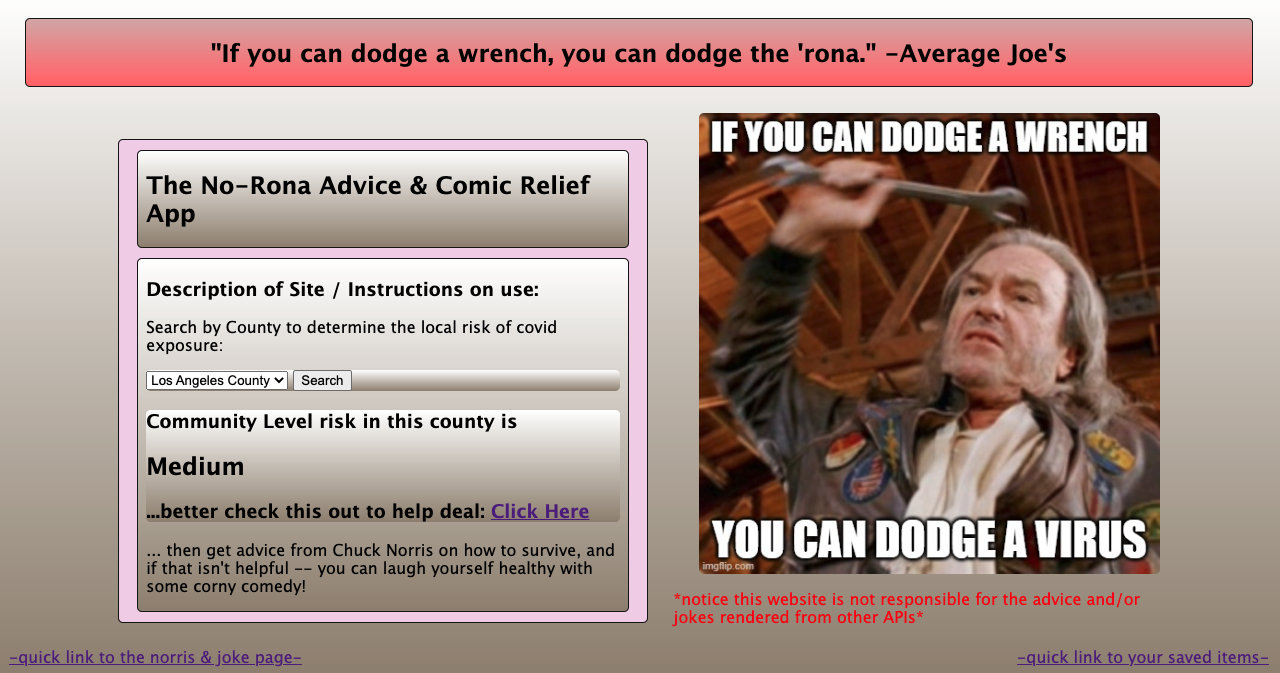 "If you can dodge a wrench, you can dodge the 'rona." -Average Joe's
The No-Rona Advice & Comic Relief
App
Description of Site / Instructions on use:
Search by County to determine the local risk of covid
exposure:
Los Angeles County Search
Community Level risk in this county is
Medium
...better check this out to help deal: Click Here
... then get advice from Chuck Norris on how to survive, and
if that isn't helpful -- you can laugh yourself healthy with
some corny comedy!
IF YOU CAN DODGE A WRENCH
YOU CAN DODGE A VIRUS
imgflip.com
*notice this website is not responsible for the advice and/or
jokes rendered from other APIs*
-quick link to the norris & joke page-
-quick link to your saved items-